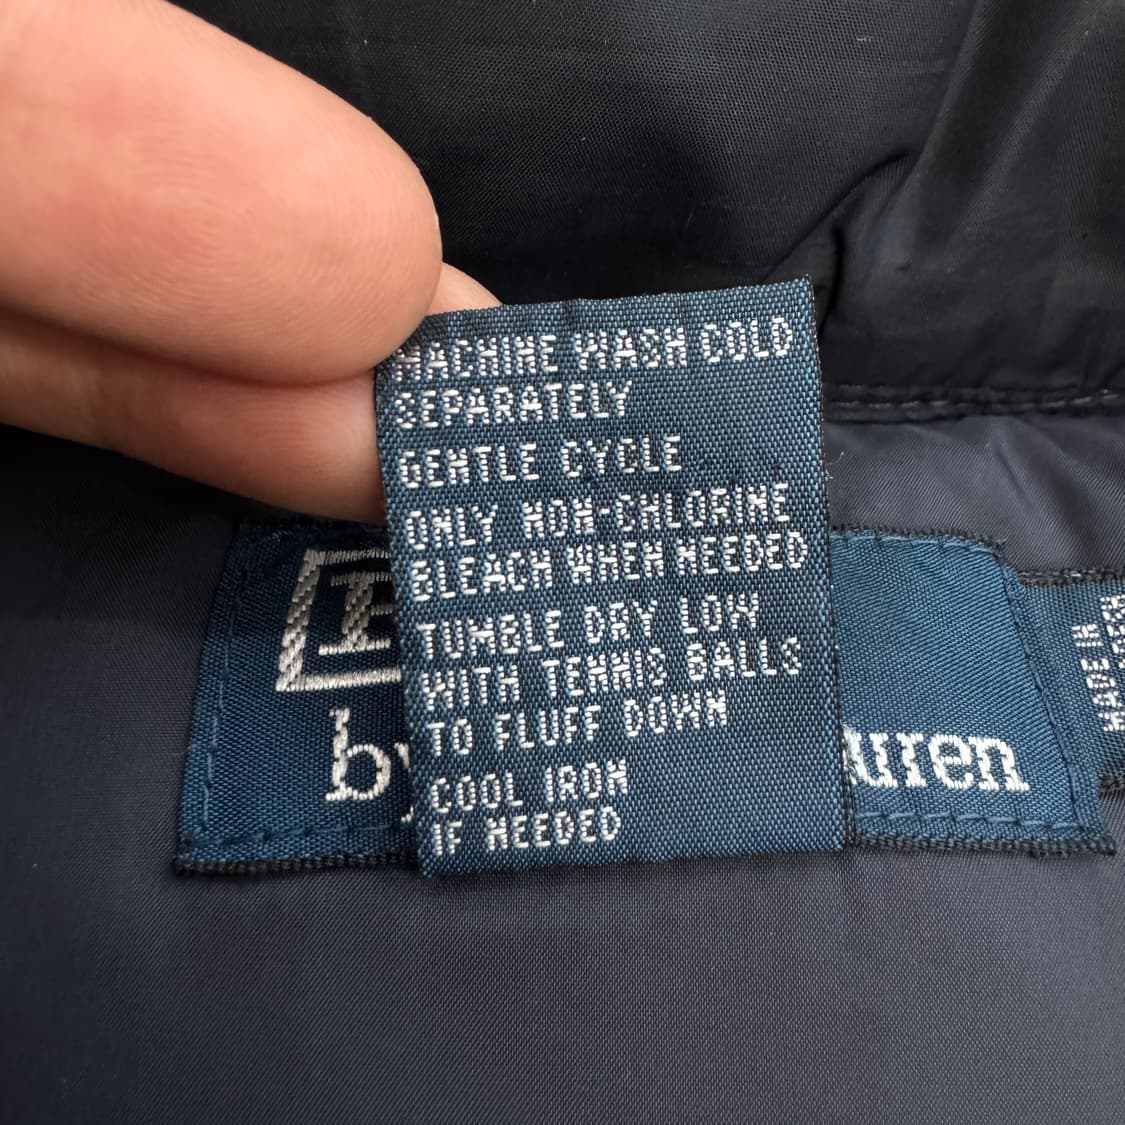 MACHINE WASH COLD
SEPARATELY
GENTLE CYCLE
ONLY NON-CHLORINE
BLEACH WHEN NEEDED
TUMBLE DRY LOW
WITH TENNIS BALLS
TO FLUFF DOWN
COOL IRON
IF NEEDED
by uren
MADE IN